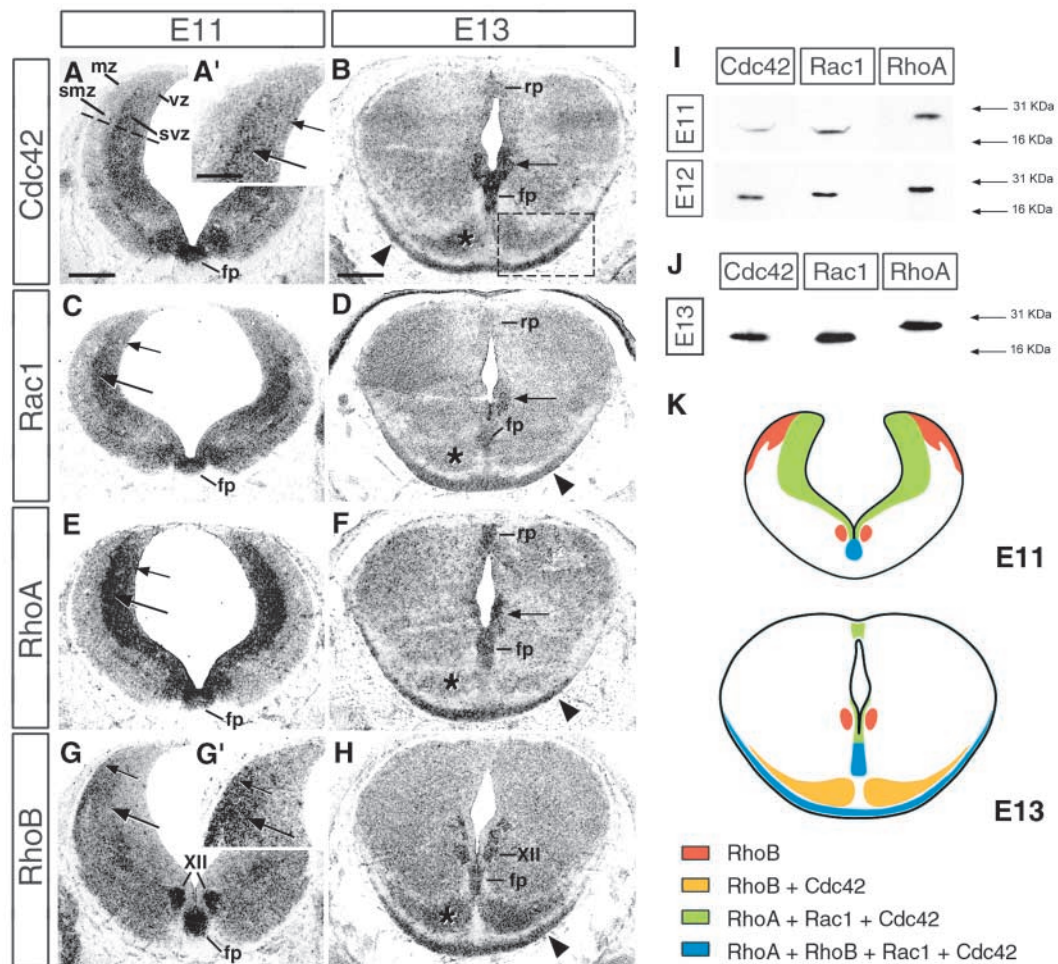 E11
E13
Cdc42
A
mz
smz
vz
svz
fp
A'
B
rp
fp
*
Rac1
C
fp
D
rp
fp
*
RhoA
E
fp
F
rp
fp
*
RhoB
G
XII
fp
G'
H
XII
fp
*
I
Cdc42
Rac1
RhoA
E11
31 KDa
16 KDa
E12
31 KDa
16 KDa
J
Cdc42
Rac1
RhoA
E13
31 KDa
16 KDa
K
E11
E13
RhoB
RhoB + Cdc42
RhoA + Rac1 + Cdc42
RhoA + RhoB + Rac1 + Cdc42